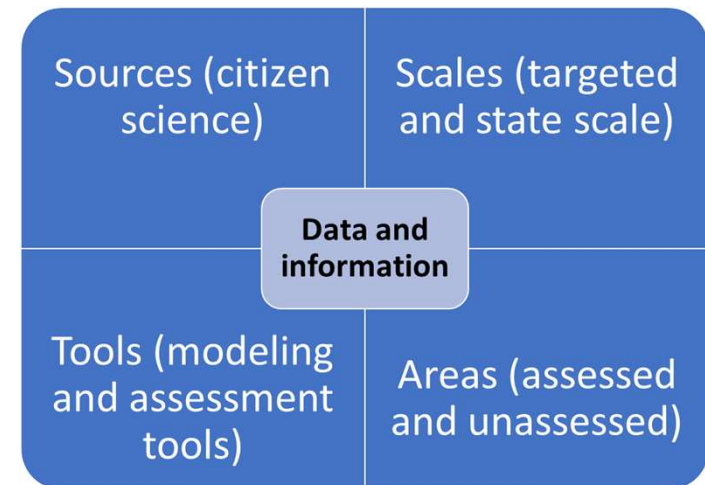 Sources (citizen
science)
Scales (targeted
and state scale)
Data and
information
Tools (modeling
and assessment
tools)
Areas (assessed
and unassessed)